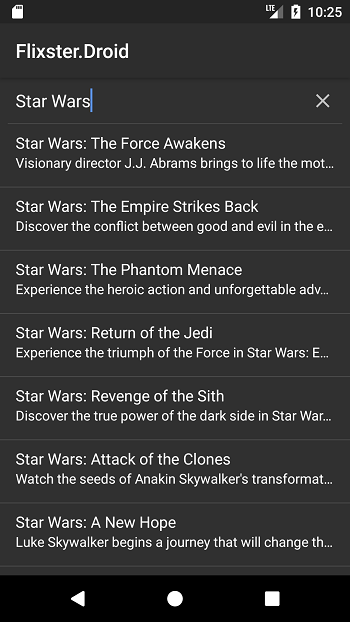 LTE 10:25
Flixster.Droid
Star Wars
Star Wars: The Force Awakens
Visionary director J.J. Abrams brings to life the mot...
Star Wars: The Empire Strikes Back
Discover the conflict between good and evil in the e...
Star Wars: The Phantom Menace
Experience the heroic action and unforgettable adv...
Star Wars: Return of the Jedi
Experience the triumph of the Force in Star Wars: E...
Star Wars: Revenge of the Sith
Discover the true power of the dark side in Star War...
Star Wars: Attack of the Clones
Watch the seeds of Anakin Skywalker's transformat...
Star Wars: A New Hope
Luke Skywalker begins a journey that will change th...